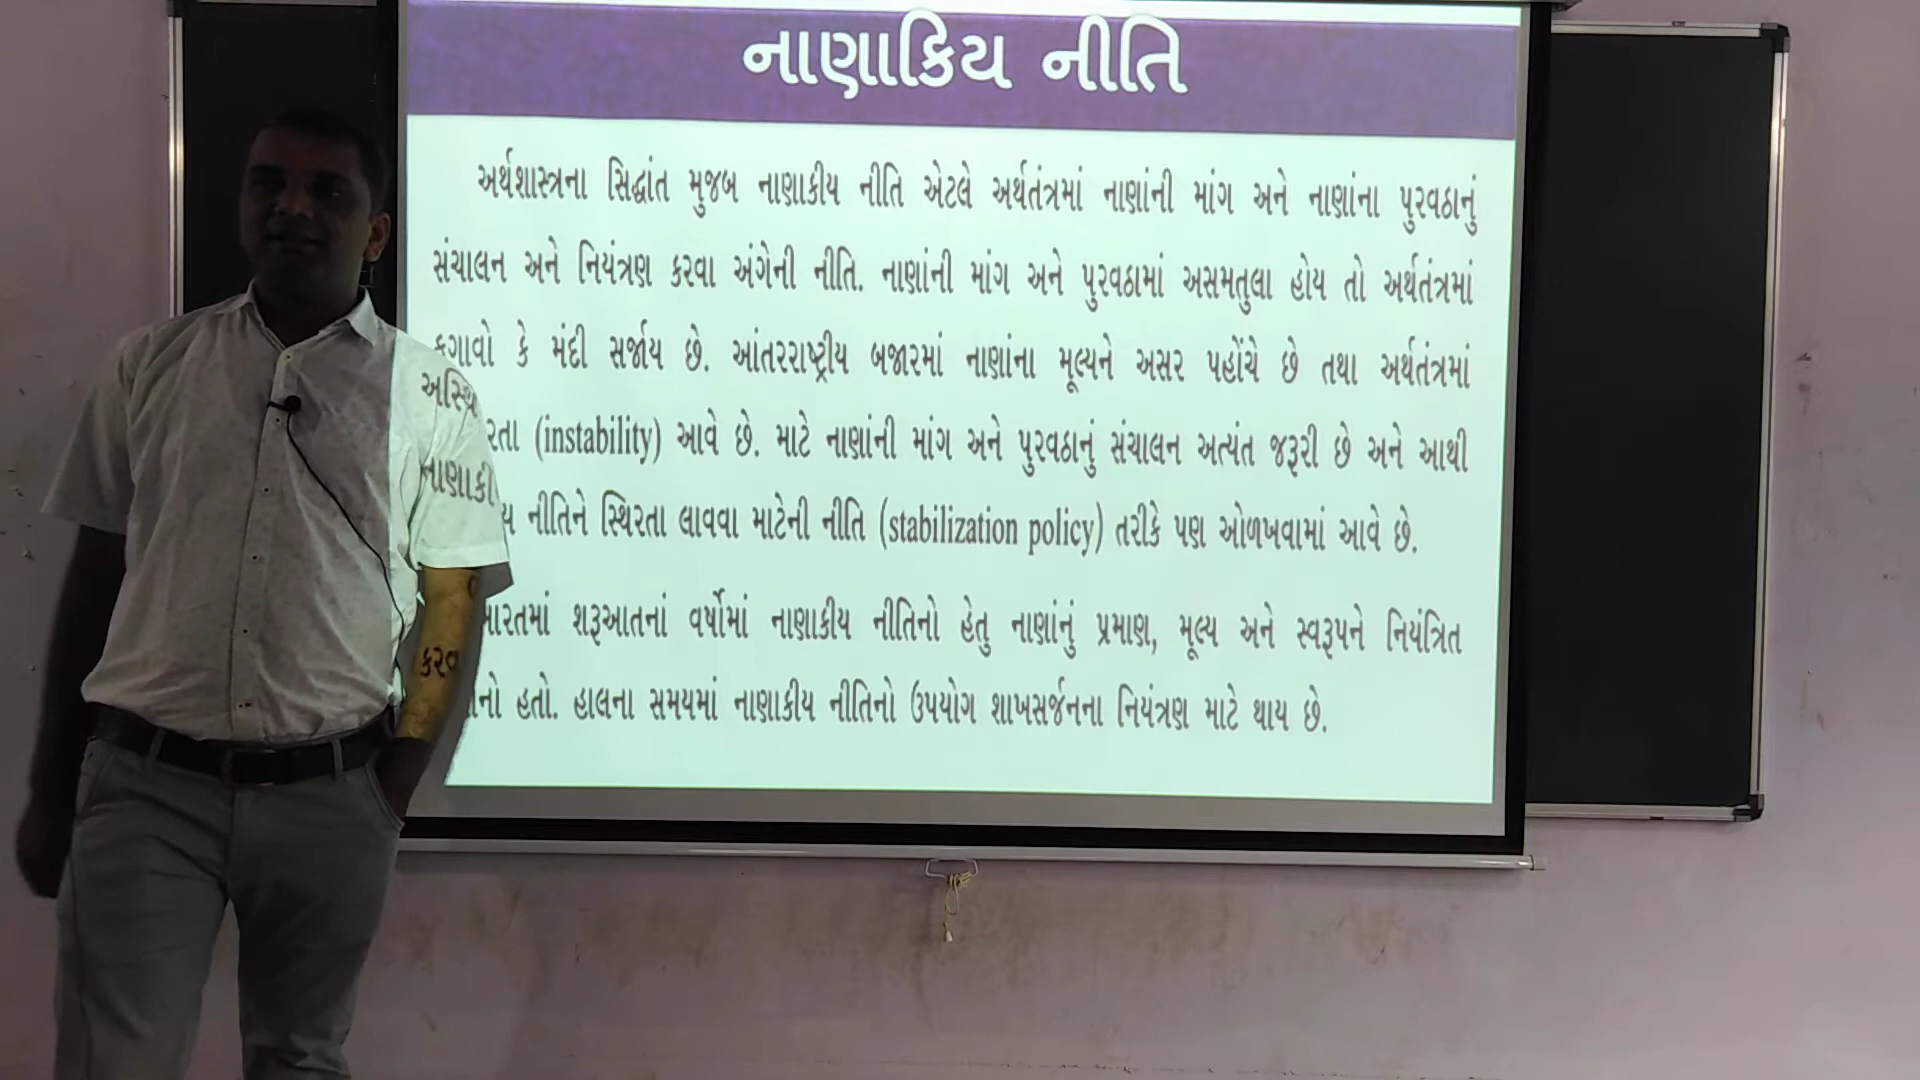 નાણાકિય નીતિ
અર્થશાસ્ત્રના સિદ્ધાંત મુજબ નાણાકીય નીતિ એટલે અર્થતંત્રમાં નાણાંની માંગ અને નાણાંના પુરવઠાનું
સંચાલન અને નિયંત્રણ કરવા અંગેની નીતિ. નાણાંની માંગ અને પુરવઠામાં અસમતુલા હોય તો અર્થતંત્રમાં
ફુગાવો કે મંદી સર્જાય છે. આંતરરાષ્ટ્રીય બજારમાં નાણાંના મૂલ્યને અસર પહોંચે છે તથા અર્થતંત્રમાં
અસ્થિરતા (instability) આવે છે. માટે નાણાંની માંગ અને પુરવઠાનું સંચાલન અત્યંત જરૂરી છે અને આથી
નાણાકીય નીતિને સ્થિરતા લાવવા માટેની નીતિ (stabilization policy) તરીકે પણ ઓળખવામાં આવે છે.
ભારતમાં શરૂઆતનાં વર્ષોમાં નાણાકીય નીતિનો હેતુ નાણાંનું પ્રમાણ, મૂલ્ય અને સ્વરૂપને નિયંત્રિત
કરવાનો હતો. હાલના સમયમાં નાણાકીય નીતિનો ઉપયોગ શાખસર્જનના નિયંત્રણ માટે થાય છે.